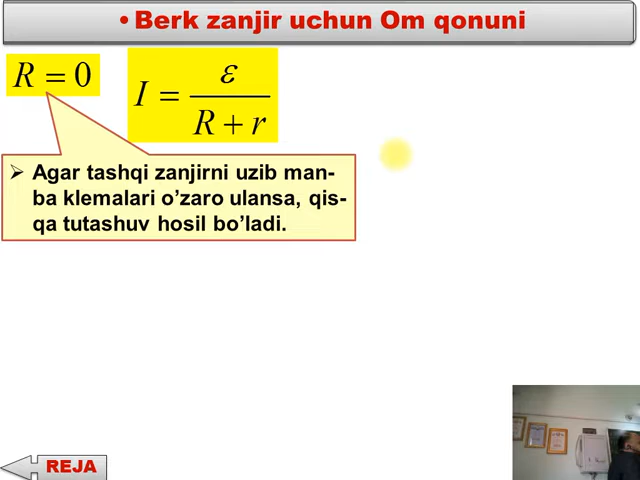 • Berk zanjir uchun Om qonuni
R = 0
I = ε / (R + r)
➢ Agar tashqi zanjirni uzib man-
ba klemalari o’zaro ulansa, qis-
qa tutashuv hosil bo’ladi.
REJA